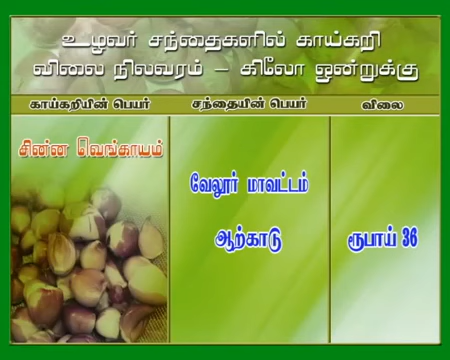 உழவர் சந்தைகளில் காய்கறி
விலை நிலவரம் – கிலோ ஒன்றுக்கு
காய்கறியின் பெயர்
சந்தையின் பெயர்
விலை
சின்ன வெங்காயம்
வேலூர் மாவட்டம்
ஆற்காடு
ரூபாய் 36